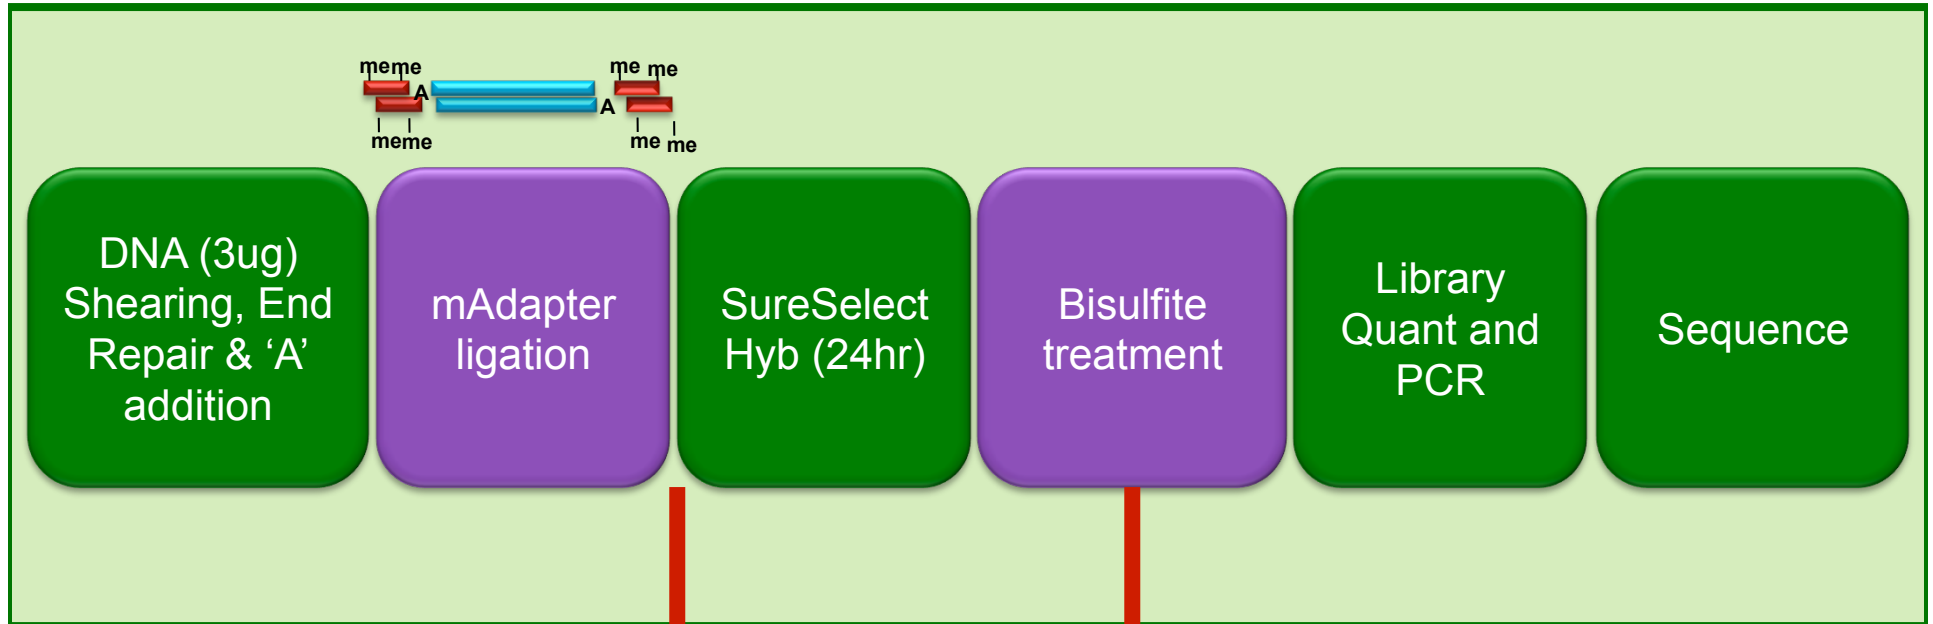 meme
me me
A
A
meme
me me
DNA (3ug)
Shearing, End
Repair & ‘A’
addition
mAdapter
ligation
SureSelect
Hyb (24hr)
Bisulfite
treatment
Library
Quant and
PCR
Sequence